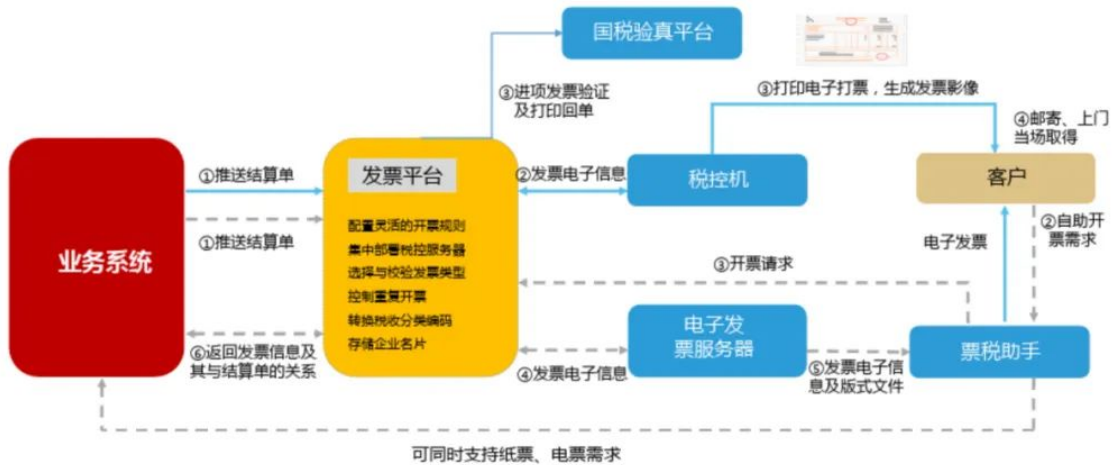 国税验真平台
③进项发票验证
及打印回单
③打印电子打票，生成发票影像
④邮寄、上门
当场取得
业务系统
①推送结算单
①推送结算单
⑥返回发票信息及
其与结算单的关系
发票平台
配置灵活的开票规则
集中部署税控服务器
选择与校验发票类型
控制重复开票
转换税收分类编码
存储企业名片
②发票电子信息
税控机
客户
电子发票
②自助开
票需求
③开票请求
④发票电子信息
电子发
票服务器
⑤发票电子信
息及版式文件
票税助手
可同时支持纸票、电票需求